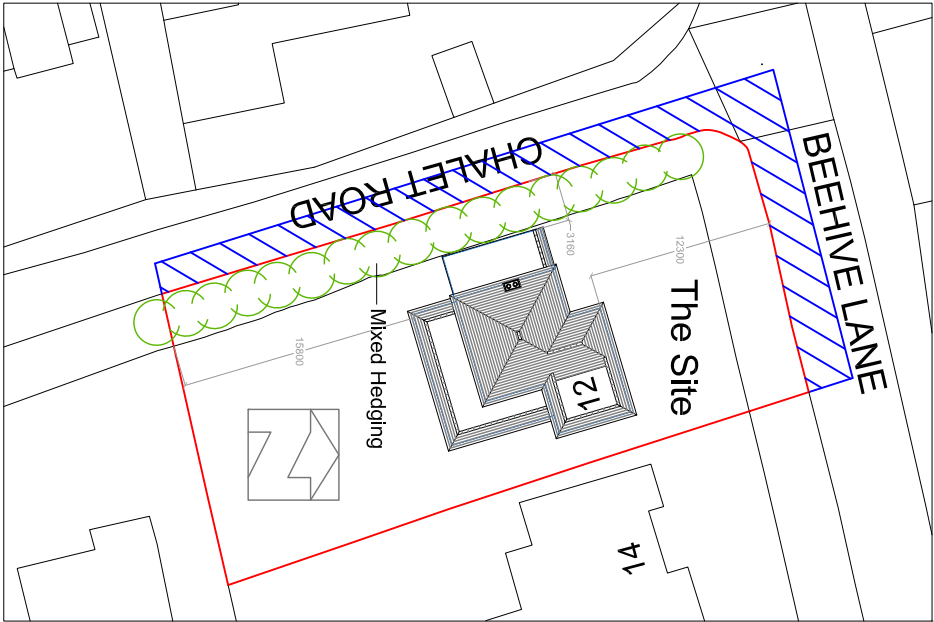 CHALET ROAD
BEEHIVE LANE
3160
12300
The Site
15800
Mixed Hedging
12
14
N